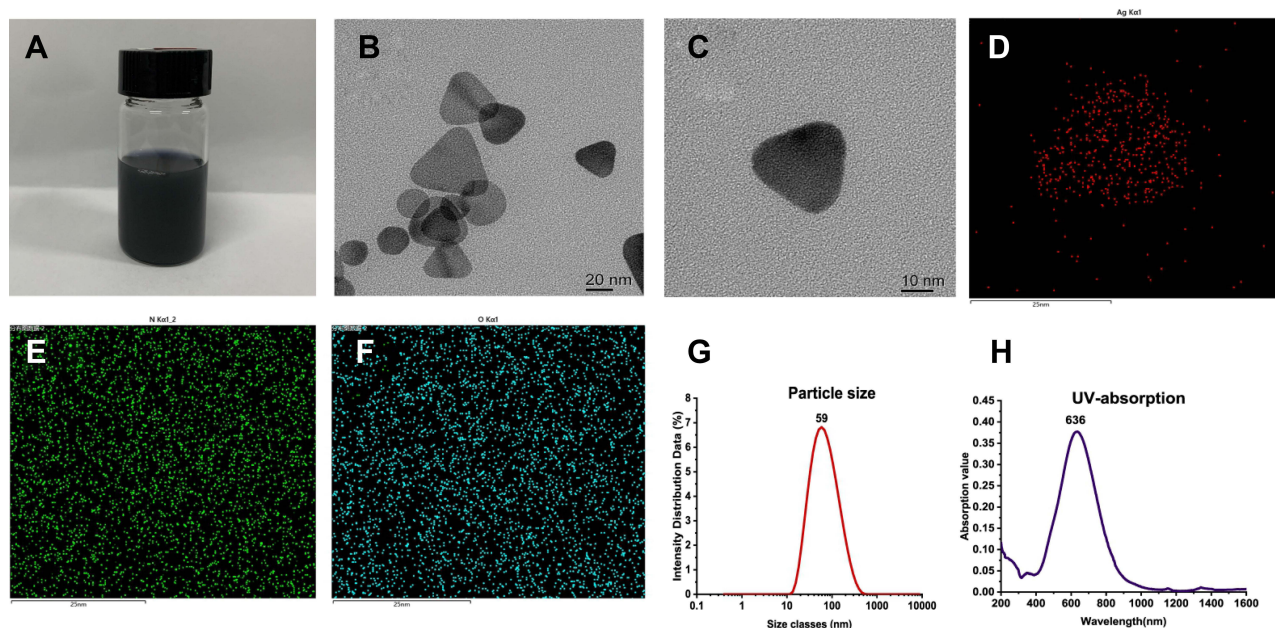 A
B
20 nm
C
10 nm
Ag Kα1
D
25nm
N Kα1_2
E
25nm
O Kα1
F
25nm
G
Particle size
59
Intensity Distribution Data (%)
8
7
6
5
4
3
2
1
0
0.1
1
10
100
1000
10000
Size classes (nm)
H
UV-absorption
636
Absorption value
0.45
0.40
0.35
0.30
0.25
0.20
0.15
0.10
0.05
0.00
200
400
600
800
1000
1200
1400
1600
Wavelength(nm)